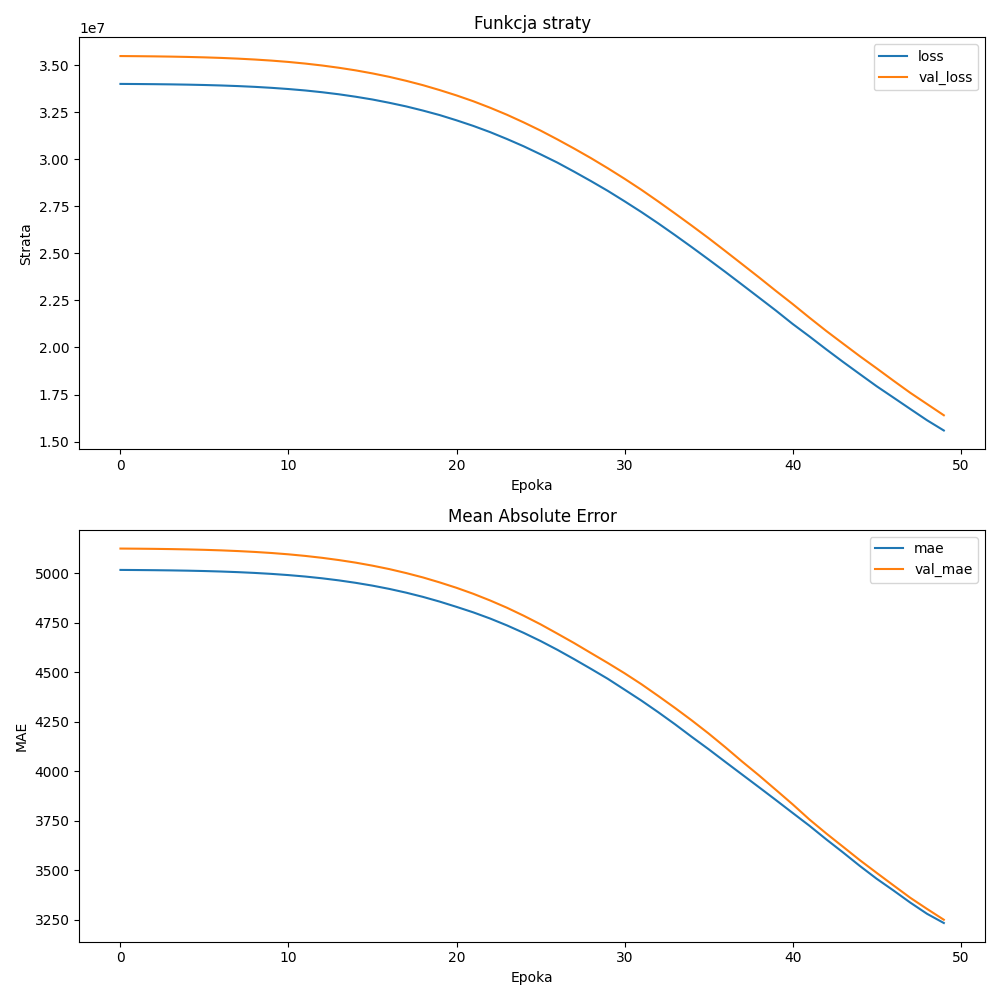 Funkcja straty
1e7
loss
val_loss
3.50
3.25
3.00
2.75
2.50
2.25
2.00
1.75
1.50
Strata
0 10 20 30 40 50
Epoka
Mean Absolute Error
mae
val_mae
5000
4750
4500
4250
4000
3750
3500
3250
MAE
0 10 20 30 40 50
Epoka